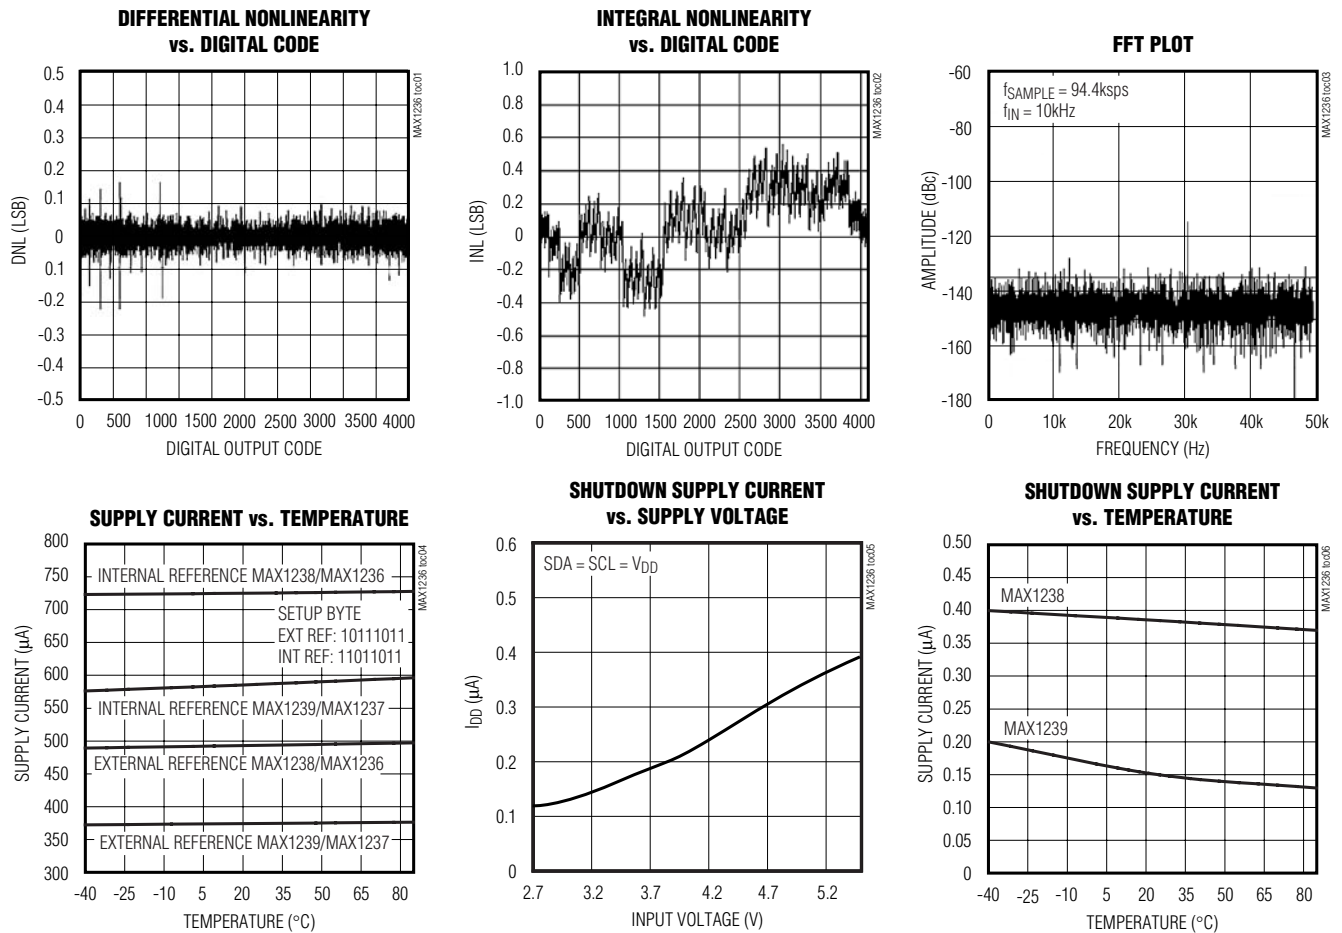 DIFFERENTIAL NONLINEARITY
vs. DIGITAL CODE
MAX1236 toc01
DNL (LSB)
0.5
0.4
0.3
0.2
0.1
0
0.1
-0.2
-0.3
-0.4
-0.5
0 500 1000 1500 2000 2500 3000 3500 4000
DIGITAL OUTPUT CODE
INTEGRAL NONLINEARITY
vs. DIGITAL CODE
MAX1236 toc02
INL (LSB)
1.0
0.8
0.6
0.4
0.2
0
-0.2
-0.4
-0.6
-0.8
-1.0
0 500 1000 1500 2000 2500 3000 3500 4000
DIGITAL OUTPUT CODE
FFT PLOT
MAX1236 toc03
fSAMPLE = 94.4ksps
fIN = 10kHz
AMPLITUDE (dBc)
-60
-80
-100
-120
-140
-160
-180
0 10k 20k 30k 40k 50k
FREQUENCY (Hz)
SUPPLY CURRENT vs. TEMPERATURE
MAX1236 toc04
SUPPLY CURRENT (µA)
800
750
700
650
600
550
500
450
400
350
300
INTERNAL REFERENCE MAX1238/MAX1236
SETUP BYTE
EXT REF: 10111011
INT REF: 11011011
INTERNAL REFERENCE MAX1239/MAX1237
EXTERNAL REFERENCE MAX1238/MAX1236
EXTERNAL REFERENCE MAX1239/MAX1237
-40 -25 -10 5 20 35 50 65 80
TEMPERATURE (°C)
SHUTDOWN SUPPLY CURRENT
vs. SUPPLY VOLTAGE
MAX1236 toc05
SDA = SCL = VDD
IDD (µA)
0.6
0.5
0.4
0.3
0.2
0.1
0
2.7 3.2 3.7 4.2 4.7 5.2
INPUT VOLTAGE (V)
SHUTDOWN SUPPLY CURRENT
vs. TEMPERATURE
MAX1236 toc06
SUPPLY CURRENT (µA)
0.50
0.45
0.40
0.35
0.30
0.25
0.20
0.15
0.10
0.05
0
MAX1238
MAX1239
-40 -25 -10 5 20 35 50 65 80
TEMPERATURE (°C)